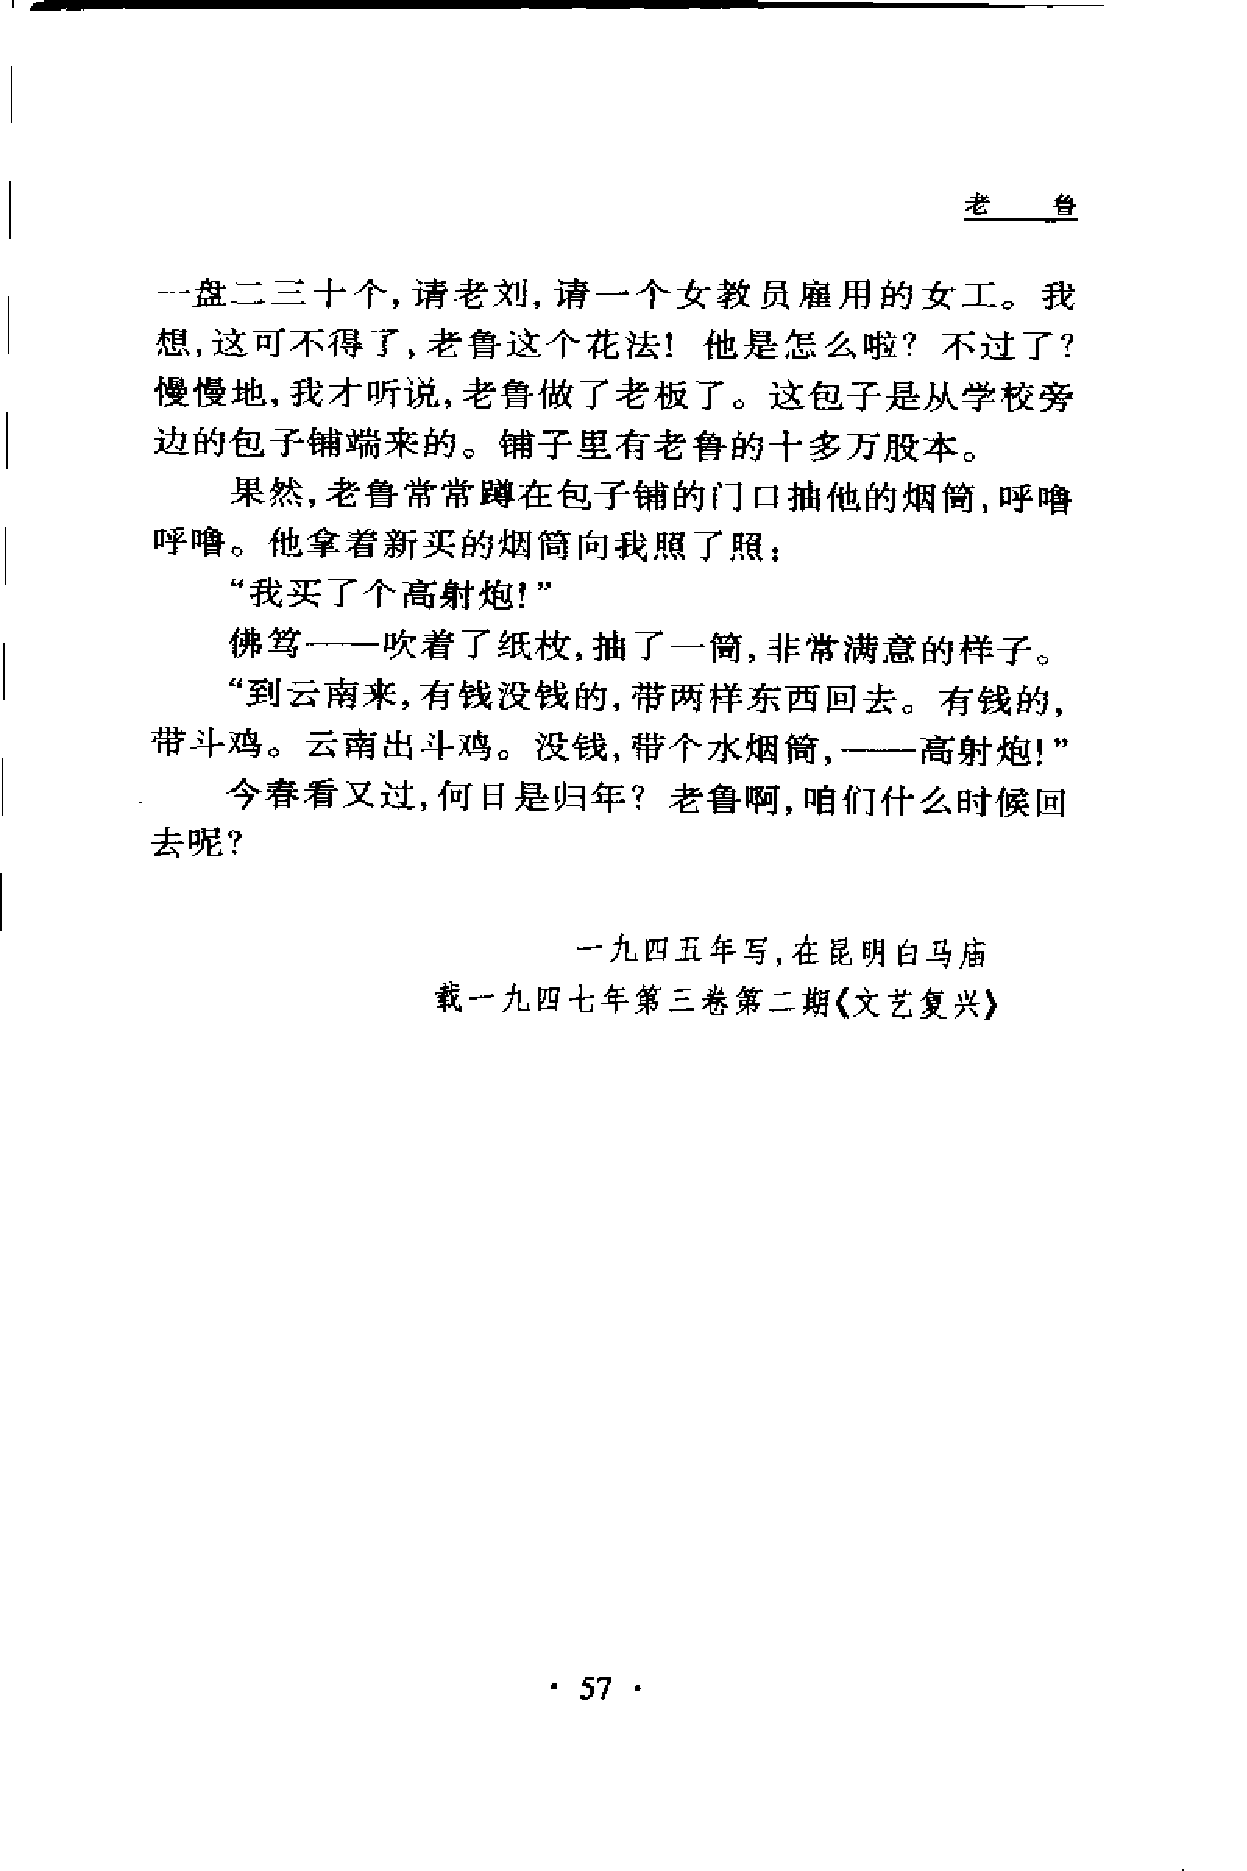 老 鲁
一盘二三十个，请老刘，请一个女教员雇用的女工。我
想，这可不得了，老鲁这个花法！他是怎么啦？不过了？
慢慢地，我才听说，老鲁做了老板了。这包子是从学校旁
边的包子铺端来的。铺子里有老鲁的十多万股本。
果然，老鲁常常蹲在包子铺的门口抽他的烟筒，呼噜
呼噜。他拿着新买的烟筒向我照了照：
“我买了个高射炮！”
佛笃——吹着了纸枚，抽了一筒，非常满意的样子。
“到云南来，有钱没钱的，带两样东西回去。有钱的，
带斗鸡。云南出斗鸡。没钱，带个水烟筒，——高射炮！”
今春看又过，何日是归年？老鲁啊，咱们什么时候回
去呢？
一九四五年写，在昆明白马庙
载一九四七年第三卷第二期《文艺复兴》
· 57 ·